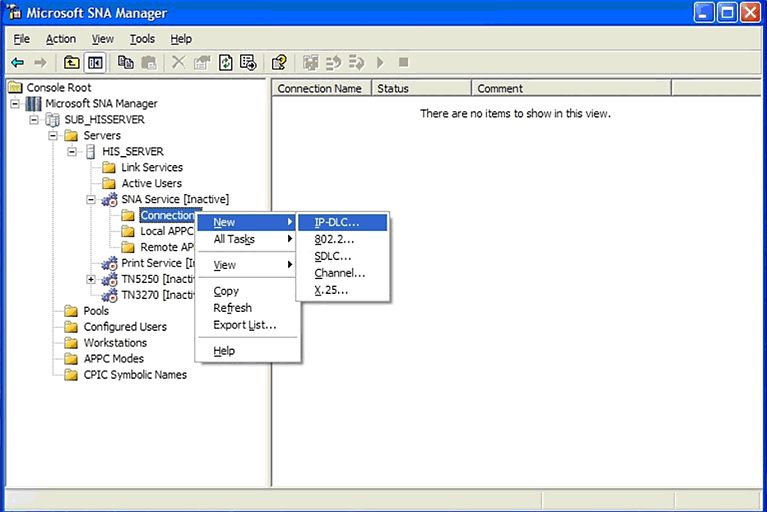 Microsoft SNA Manager
File Action View Tools Help
Console Root
Microsoft SNA Manager
SUB_HISSERVER
Servers
HIS_SERVER
Link Services
Active Users
SNA Service [Inactive]
Connection
Local APPC
Remote AP
Print Service [I
TN5250 [Inacti
TN3270 [Inacti
Pools
Configured Users
Workstations
APPC Modes
CPIC Symbolic Names
New
All Tasks
View
Copy
Refresh
Export List...
Help
IP-DLC...
802.2...
SDLC...
Channel...
X.25...
Connection Name Status Comment
There are no items to show in this view.